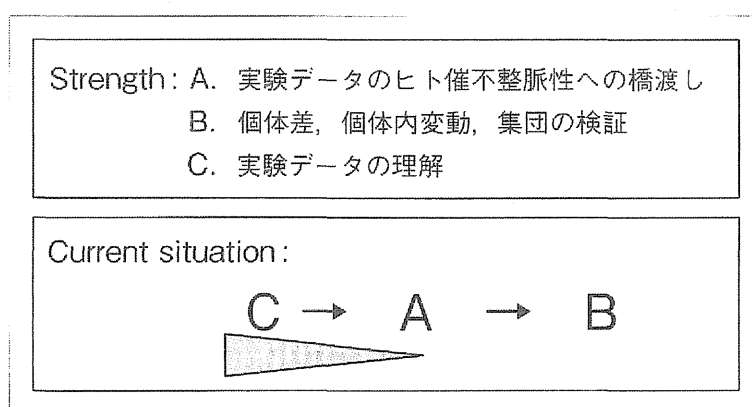 Strength: A. 実験データのヒト催不整脈性への橋渡し
B. 個体差，個体内変動，集団の検証
C. 実験データの理解
Current situation:
C → A → B